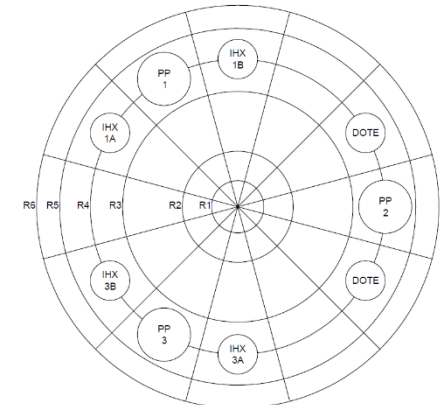 PP
1
IHX
1B
IHX
1A
DOTE
PP
2
R6 R5 R4 R3 R2 R1
IHX
3B
DOTE
PP
3
IHX
3A